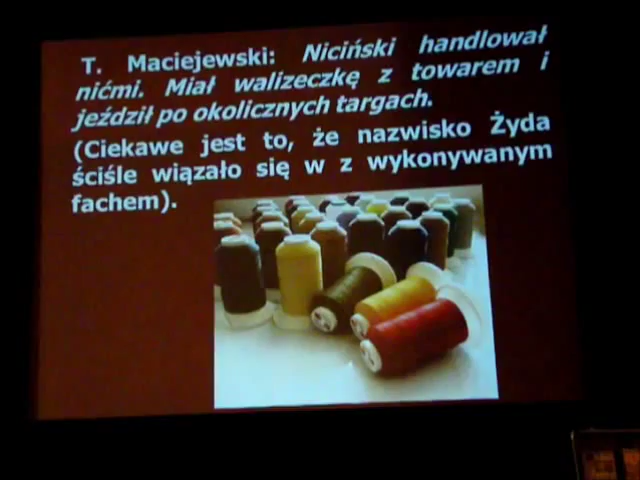 T. Maciejewski: Niciński handlował
nićmi. Miał walizeczkę z towarem i
jeździł po okolicznych targach.
(Ciekawe jest to, że nazwisko Żyda
ściśle wiązało się w z wykonywanym
fachem).